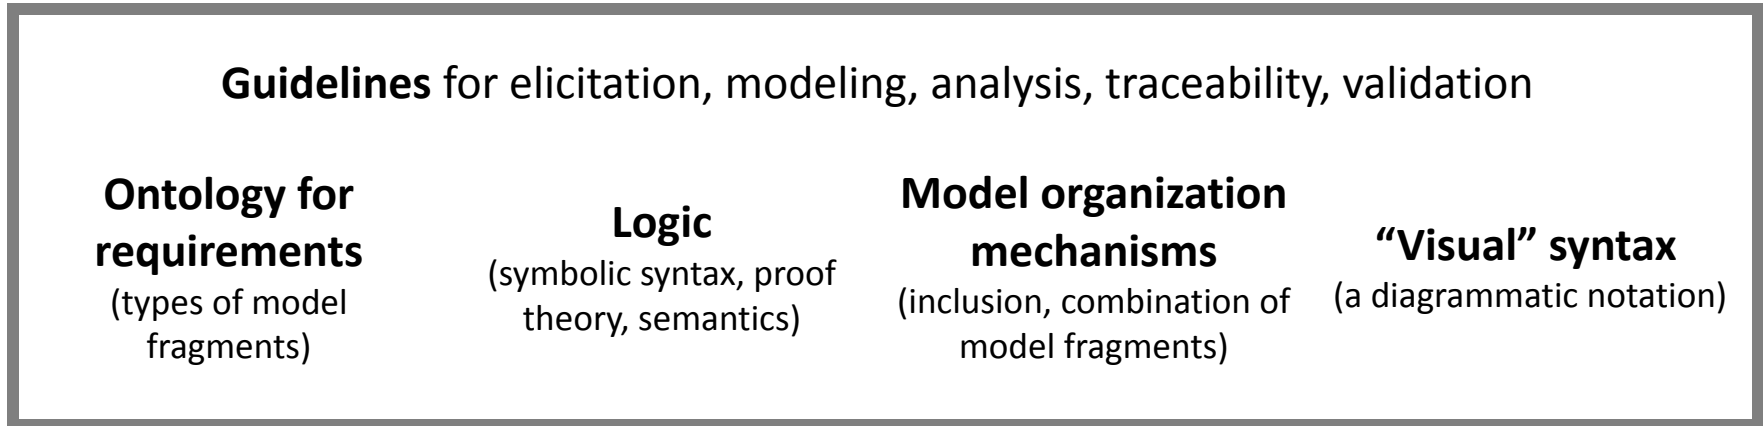 Guidelines for elicitation, modeling, analysis, traceability, validation
Ontology for
requirements
(types of model
fragments)
Logic
(symbolic syntax, proof
theory, semantics)
Model organization
mechanisms
(inclusion, combination of
model fragments)
“Visual” syntax
(a diagrammatic notation)